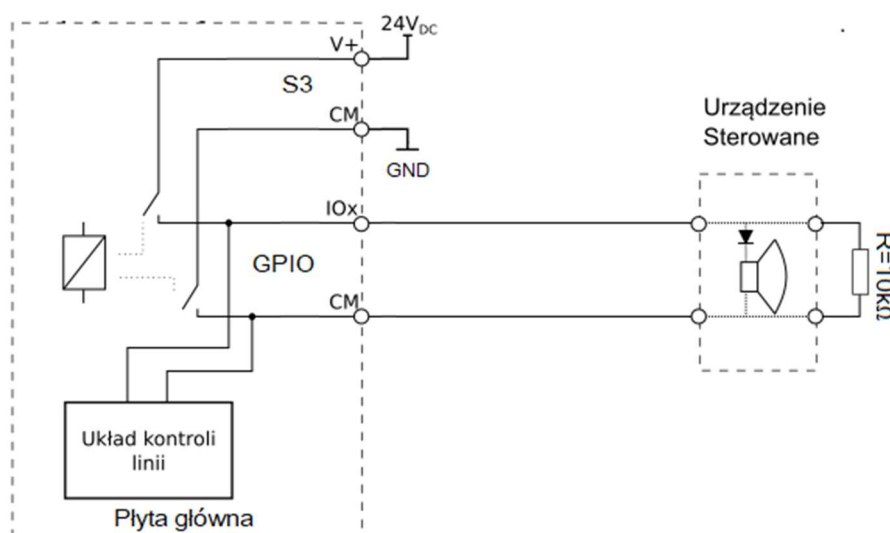 24VDC
V+
S3
CM
GND
Urządzenie
Sterowane
IOx
GPIO
CM
R=10kΩ
Układ kontroli
linii
Płyta główna